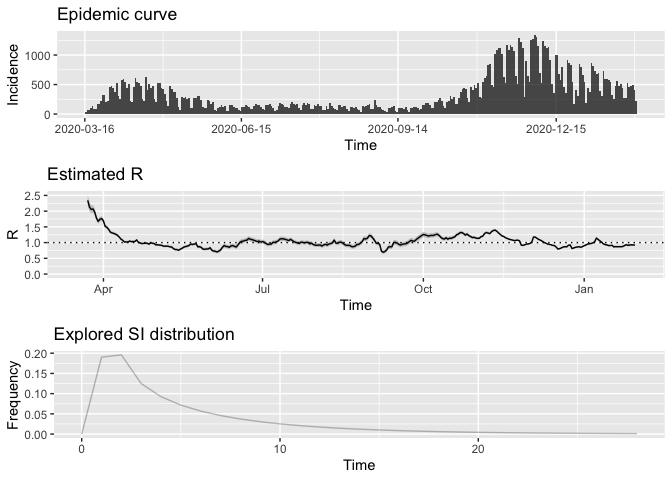 Epidemic curve
Incidence
1000
500
0
2020-03-16 2020-06-15 2020-09-14 2020-12-15
Time
Estimated R
R
2.5
2.0
1.5
1.0
0.5
0.0
Apr Jul Oct Jan
Time
Explored SI distribution
Frequency
0.20
0.15
0.10
0.05
0.00
0 10 20
Time